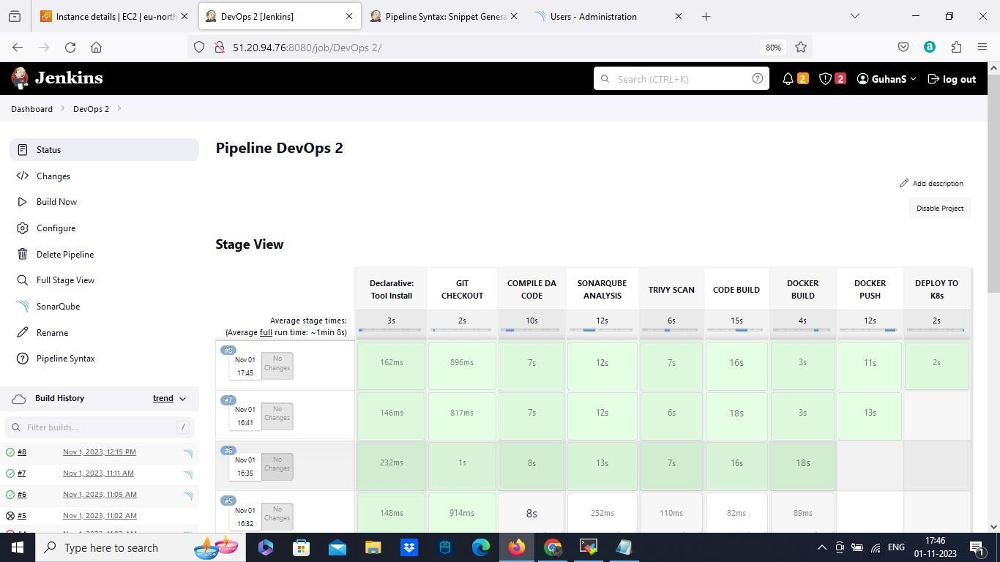 Instance details | EC2 | eu-north
DevOps 2 [Jenkins]
Pipeline Syntax: Snippet Genera
Users - Administration
51.20.94.76:8080/job/DevOps 2/
80%
Jenkins
Search (CTRL+K)
2
2
GuhanS
log out
Dashboard
DevOps 2
Status
Changes
Build Now
Configure
Delete Pipeline
Full Stage View
SonarQube
Rename
Pipeline Syntax
Build History
trend
Filter builds...
/
#8 Nov 1, 2023, 12:15 PM
#7 Nov 1, 2023, 11:11 AM
#6 Nov 1, 2023, 11:05 AM
#5 Nov 1, 2023, 11:02 AM
Pipeline DevOps 2
Add description
Disable Project
Stage View
Declarative: Tool Install
GIT CHECKOUT
COMPILE DA CODE
SONARQUBE ANALYSIS
TRIVY SCAN
CODE BUILD
DOCKER BUILD
DOCKER PUSH
DEPLOY TO K8s
Average stage times:
(Average full run time: ~1min 8s)
3s 2s 10s 12s 6s 15s 4s 12s 2s
#8
Nov 01
17:45
No Changes
162ms 896ms 7s 12s 7s 16s 3s 11s 2s
#7
Nov 01
16:41
No Changes
146ms 817ms 7s 12s 6s 18s 3s 13s
#6
Nov 01
16:35
No Changes
232ms 1s 8s 13s 7s 16s 18s
#5
Nov 01
16:32
No Changes
148ms 914ms 8s 252ms 110ms 82ms 89ms
Type here to search
ENG
17:46
01-11-2023
1